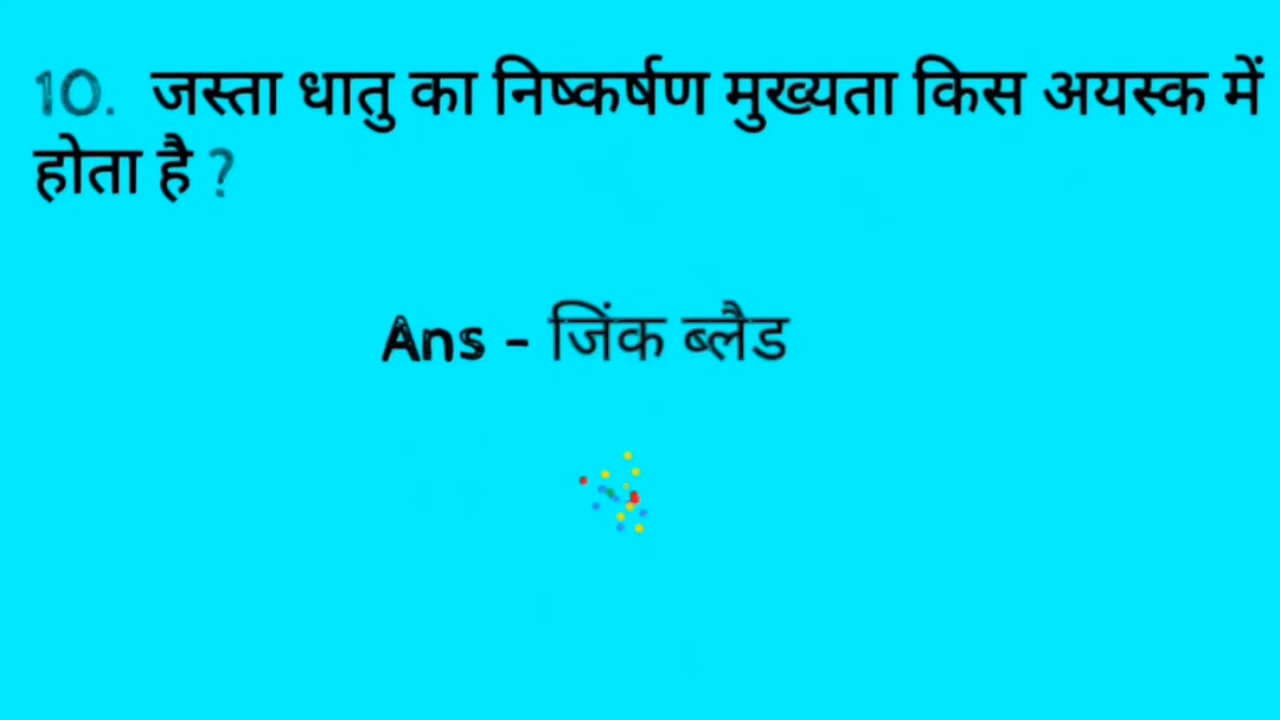 10. जस्ता धातु का निष्कर्षण मुख्यता किस अयस्क में
होता है ?
Ans - जिंक ब्लैड